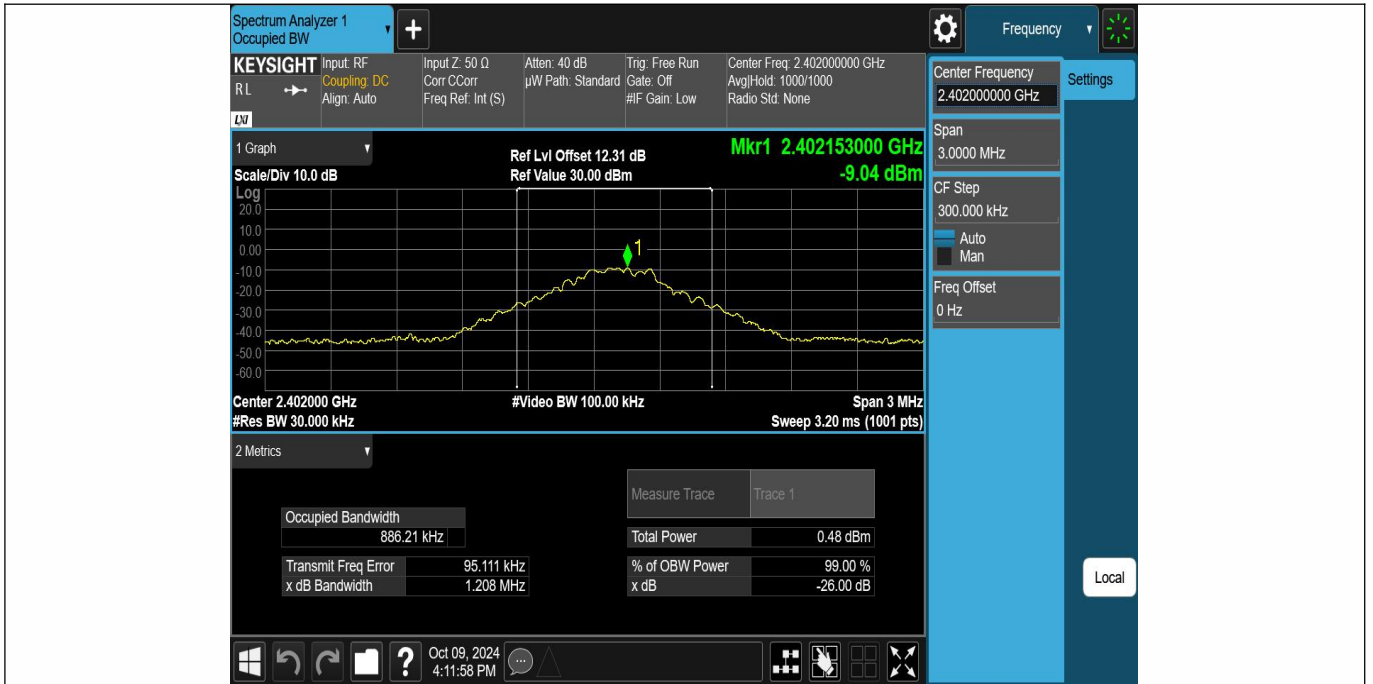 Spectrum Analyzer 1
Occupied BW
+
Frequency
KEYSIGHT
RL
LXI
Input: RF
Coupling: DC
Align: Auto
Input Z: 50 Ω
Corr CCorr
Freq Ref: Int (S)
Atten: 40 dB
µW Path: Standard
Trig: Free Run
Gate: Off
#IF Gain: Low
Center Freq: 2.402000000 GHz
Avg|Hold: 1000/1000
Radio Std: None
Center Frequency
2.402000000 GHz
Settings
Span
3.0000 MHz
CF Step
300.000 kHz
Auto
Man
Freq Offset
0 Hz
Local
1 Graph
Scale/Div 10.0 dB
Ref Lvl Offset 12.31 dB
Ref Value 30.00 dBm
Mkr1 2.402153000 GHz
-9.04 dBm
Log
20.0
10.0
0.00
-10.0
-20.0
-30.0
-40.0
-50.0
-60.0
1
Center 2.402000 GHz
#Video BW 100.00 kHz
Span 3 MHz
#Res BW 30.000 kHz
Sweep 3.20 ms (1001 pts)
2 Metrics
Measure Trace Trace 1
Occupied Bandwidth
886.21 kHz
Total Power 0.48 dBm
Transmit Freq Error 95.111 kHz
% of OBW Power 99.00 %
x dB Bandwidth 1.208 MHz
x dB -26.00 dB
?
Oct 09, 2024
4:11:58 PM